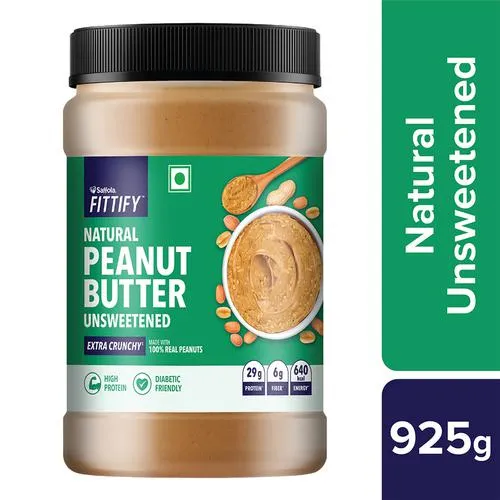 Saffola
FITTIFY™
NATURAL
PEANUT
BUTTER
UNSWEETENED
EXTRA CRUNCHY
MADE WITH
100% REAL PEANUTS
HIGH
PROTEIN
DIABETIC
FRIENDLY
29g
PROTEIN
6g
FIBER
640
kcal
ENERGY
Natural
Unsweetened
925g